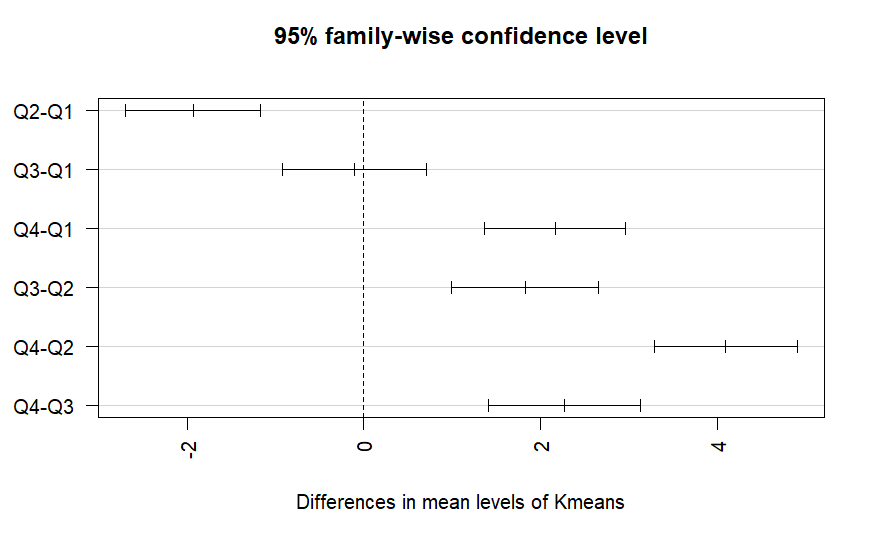 95% family-wise confidence level
Q2-Q1
Q3-Q1
Q4-Q1
Q3-Q2
Q4-Q2
Q4-Q3
-2 0 2 4
Differences in mean levels of Kmeans